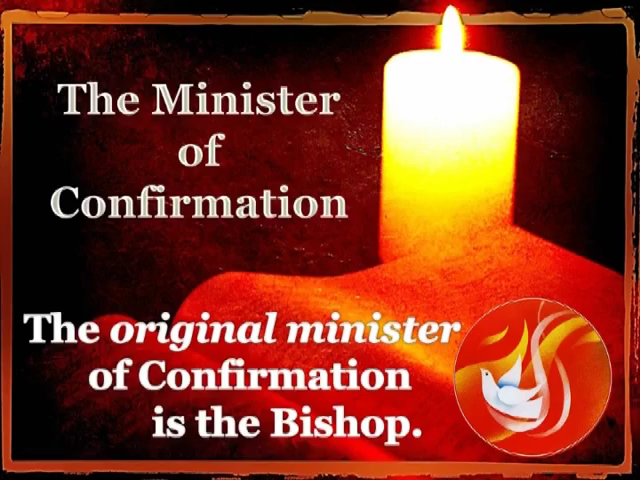 The Minister
of
Confirmation
The original minister
of Confirmation
is the Bishop.